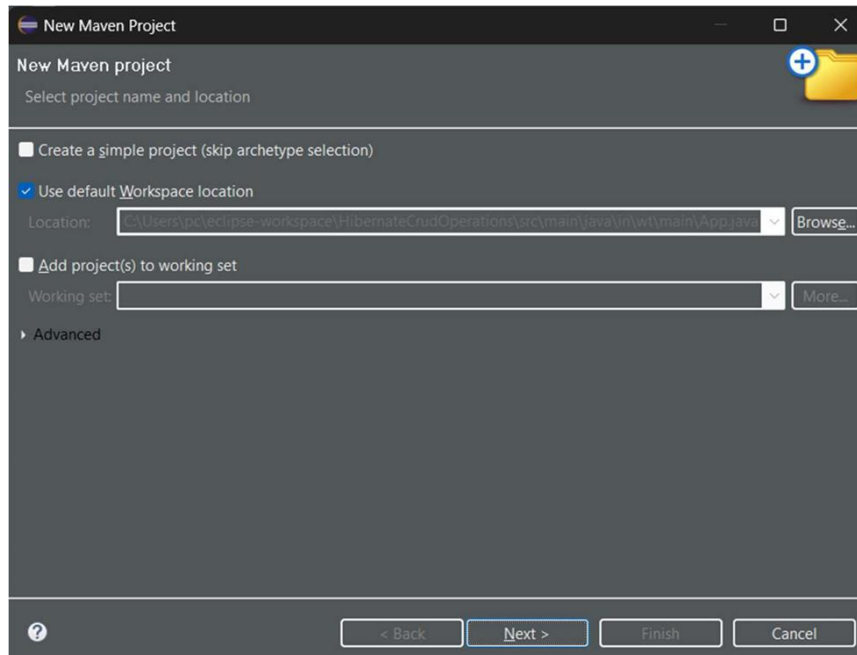 New Maven Project
New Maven project
Select project name and location
Create a simple project (skip archetype selection)
Use default Workspace location
Location: C:\Users\pc\eclipse-workspace\HibernateCrudOperations\src\main\java\in\wt\main\App.java Browse...
Add project(s) to working set
Working set: More...
Advanced
< Back Next > Finish Cancel